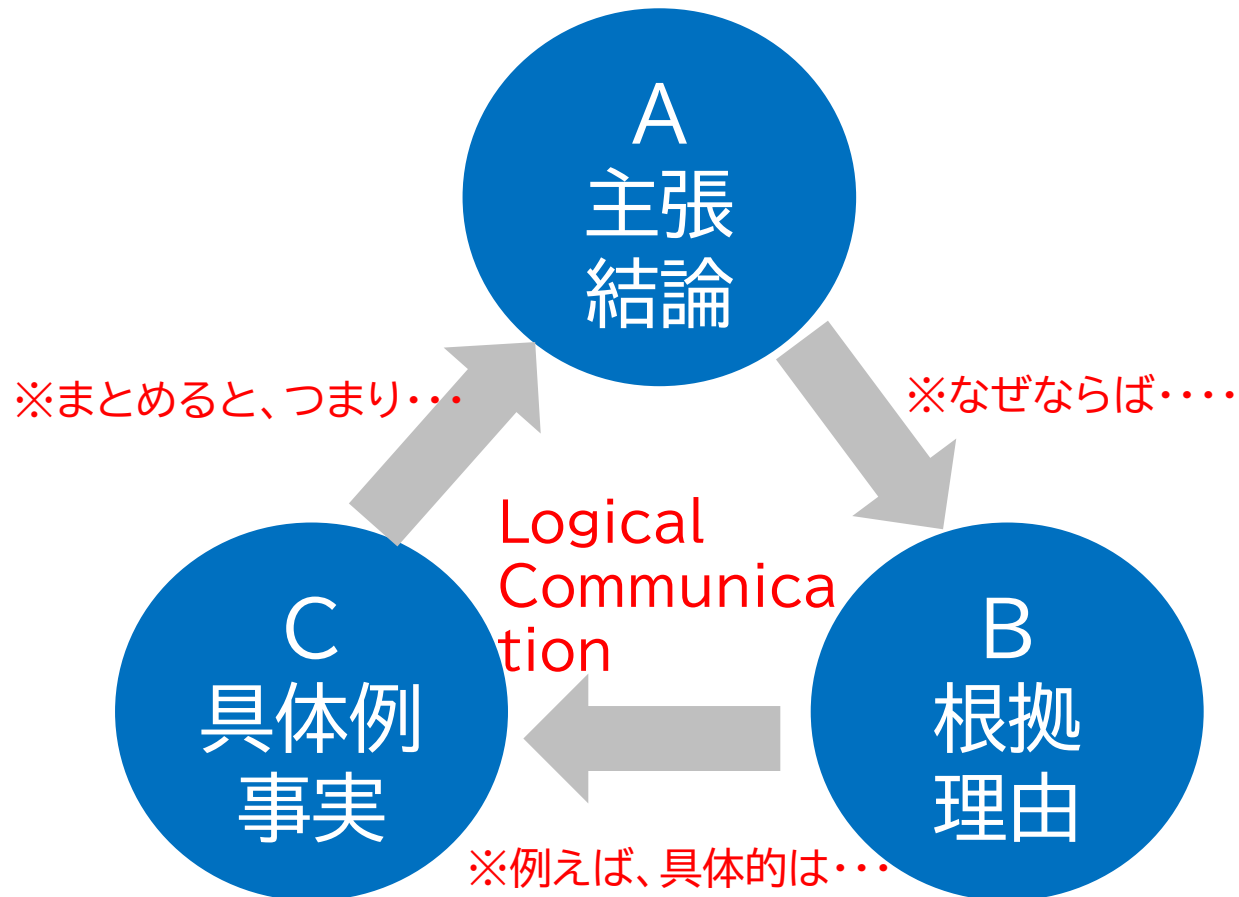 A
主張
結論
※まとめると、つまり・・・
※なぜならば・・・・
Logical
Communica
tion
C
具体例
事実
B
根拠
理由
※例えば、具体的は・・・